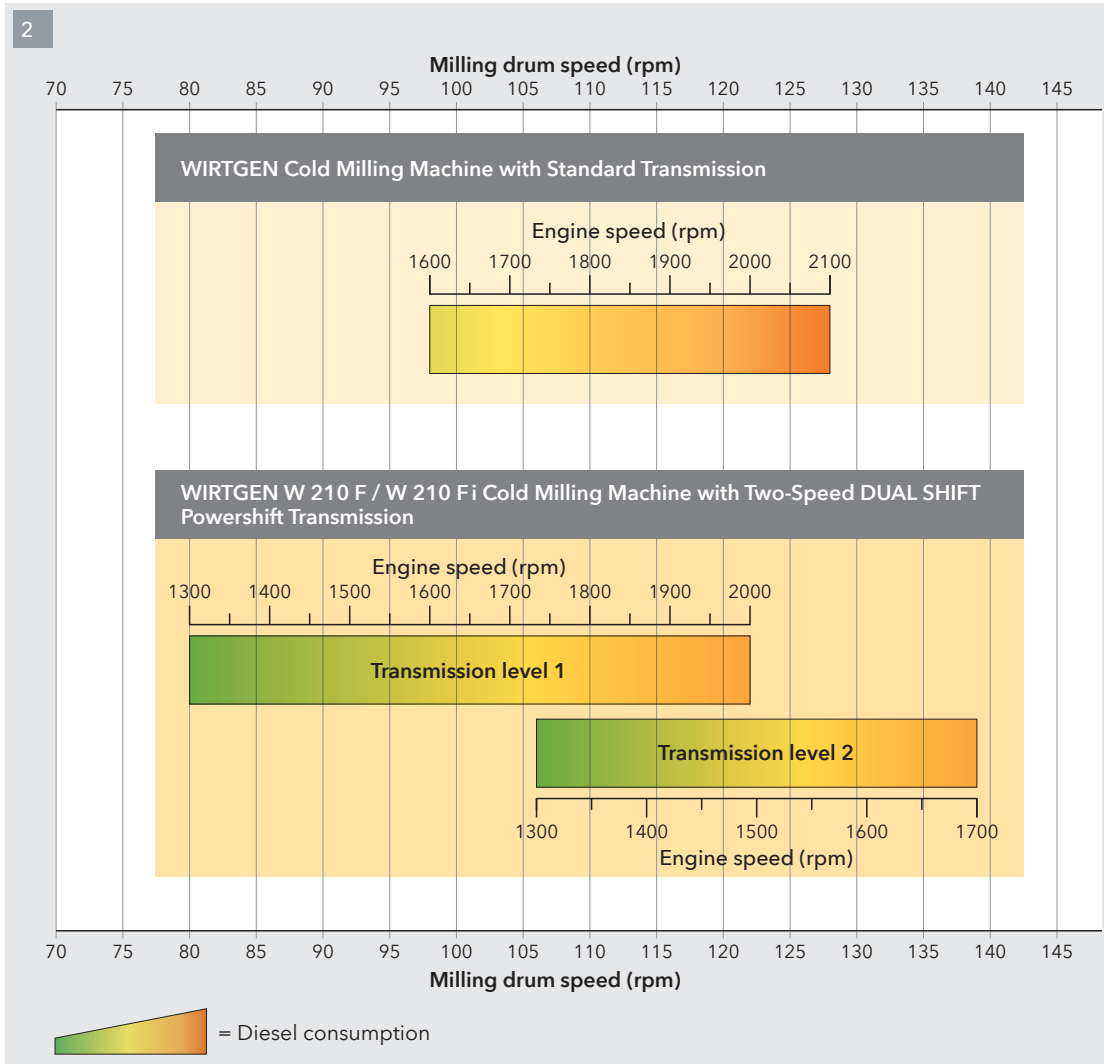 2
Milling drum speed (rpm)
70 75 80 85 90 95 100 105 110 115 120 125 130 135 140 145
WIRTGEN Cold Milling Machine with Standard Transmission
Engine speed (rpm)
1600 1700 1800 1900 2000 2100
WIRTGEN W 210 F / W 210 Fi Cold Milling Machine with Two-Speed DUAL SHIFT
Powershift Transmission
Engine speed (rpm)
1300 1400 1500 1600 1700 1800 1900 2000
Transmission level 1
Transmission level 2
1300 1400 1500 1600 1700
Engine speed (rpm)
70 75 80 85 90 95 100 105 110 115 120 125 130 135 140 145
Milling drum speed (rpm)
= Diesel consumption